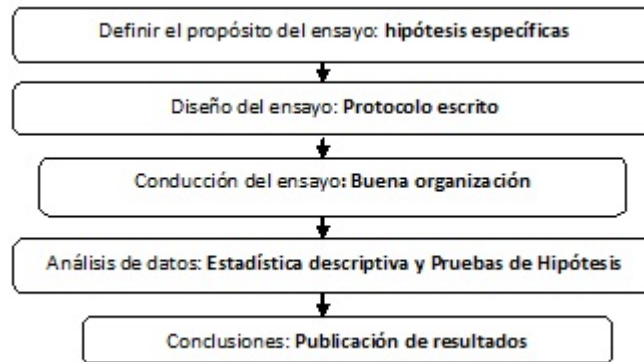 Definir el propósito del ensayo: hipótesis específicas
Diseño del ensayo: Protocolo escrito
Conducción del ensayo: Buena organización
Análisis de datos: Estadística descriptiva y Pruebas de Hipótesis
Conclusiones: Publicación de resultados